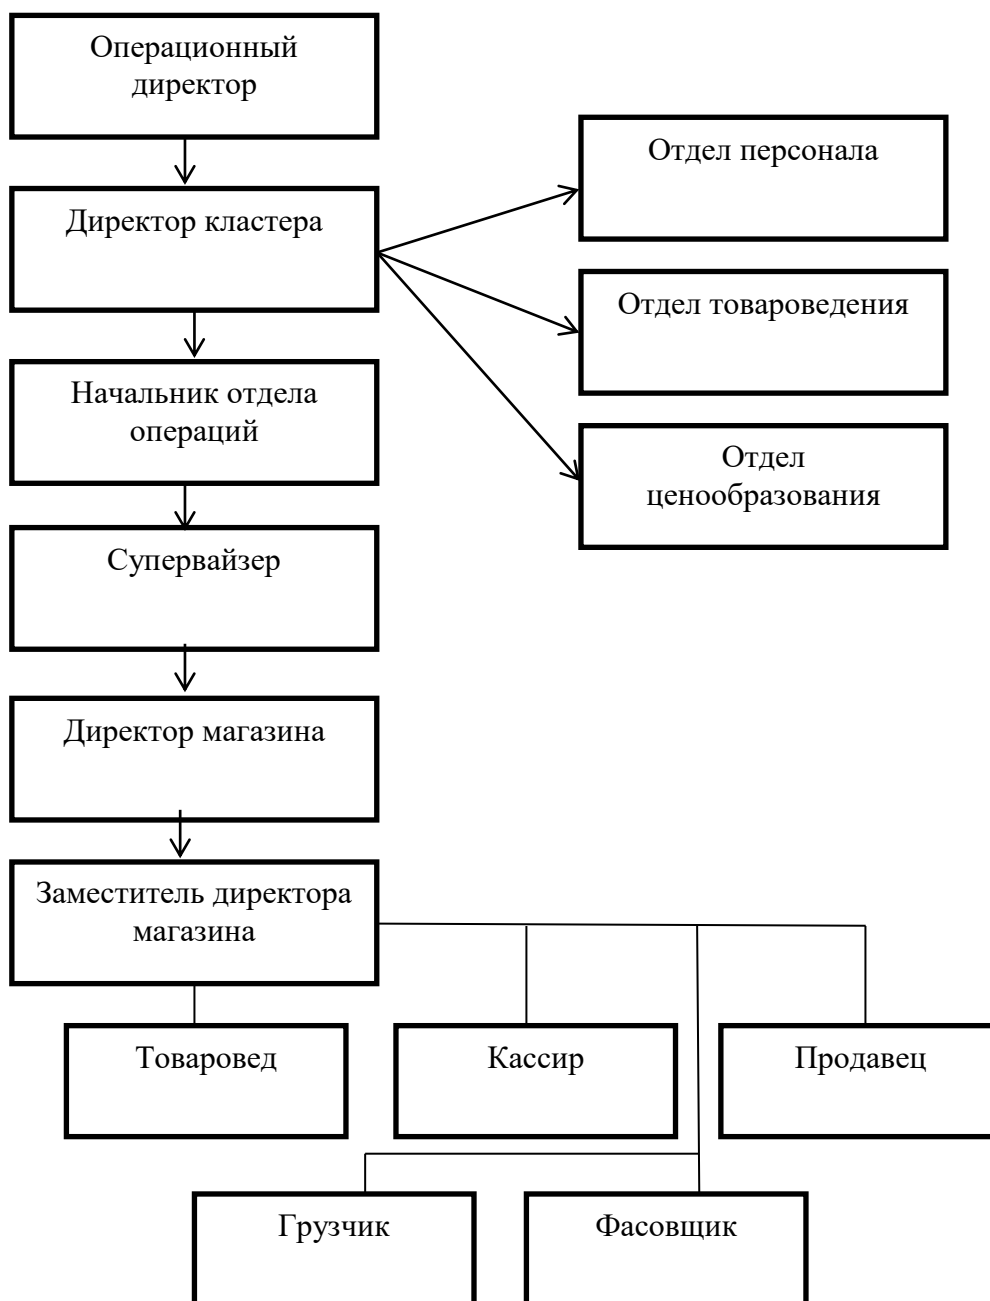 Операционный
директор
Отдел персонала
Директор кластера
Отдел товароведения
Начальник отдела
операций
Отдел
ценообразования
Супервайзер
Директор магазина
Заместитель директора
магазина
Товаровед
Кассир
Продавец
Грузчик
Фасовщик